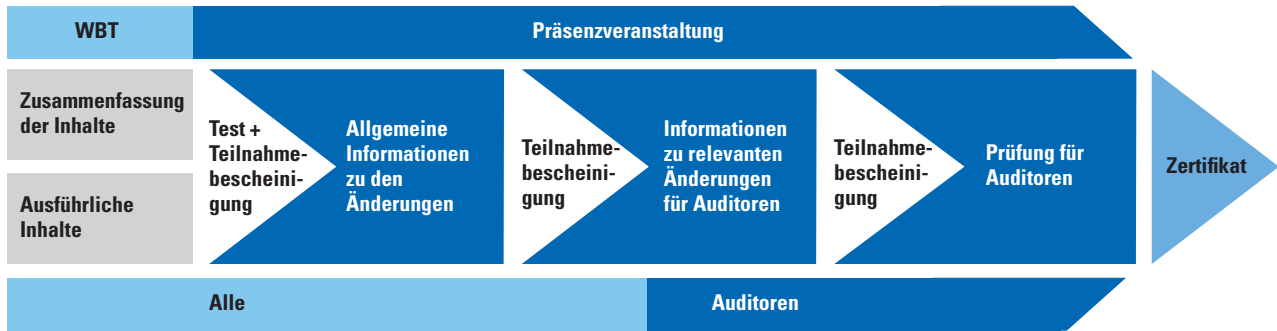 WBT
Präsenzveranstaltung
Zusammenfassung
der Inhalte
Ausführliche
Inhalte
Test +
Teilnahme-
bescheini-
gung
Allgemeine
Informationen
zu den
Änderungen
Teilnahme-
bescheini-
gung
Informationen
zu relevanten
Änderungen
für Auditoren
Teilnahme-
bescheini-
gung
Prüfung für
Auditoren
Zertifikat
Alle
Auditoren